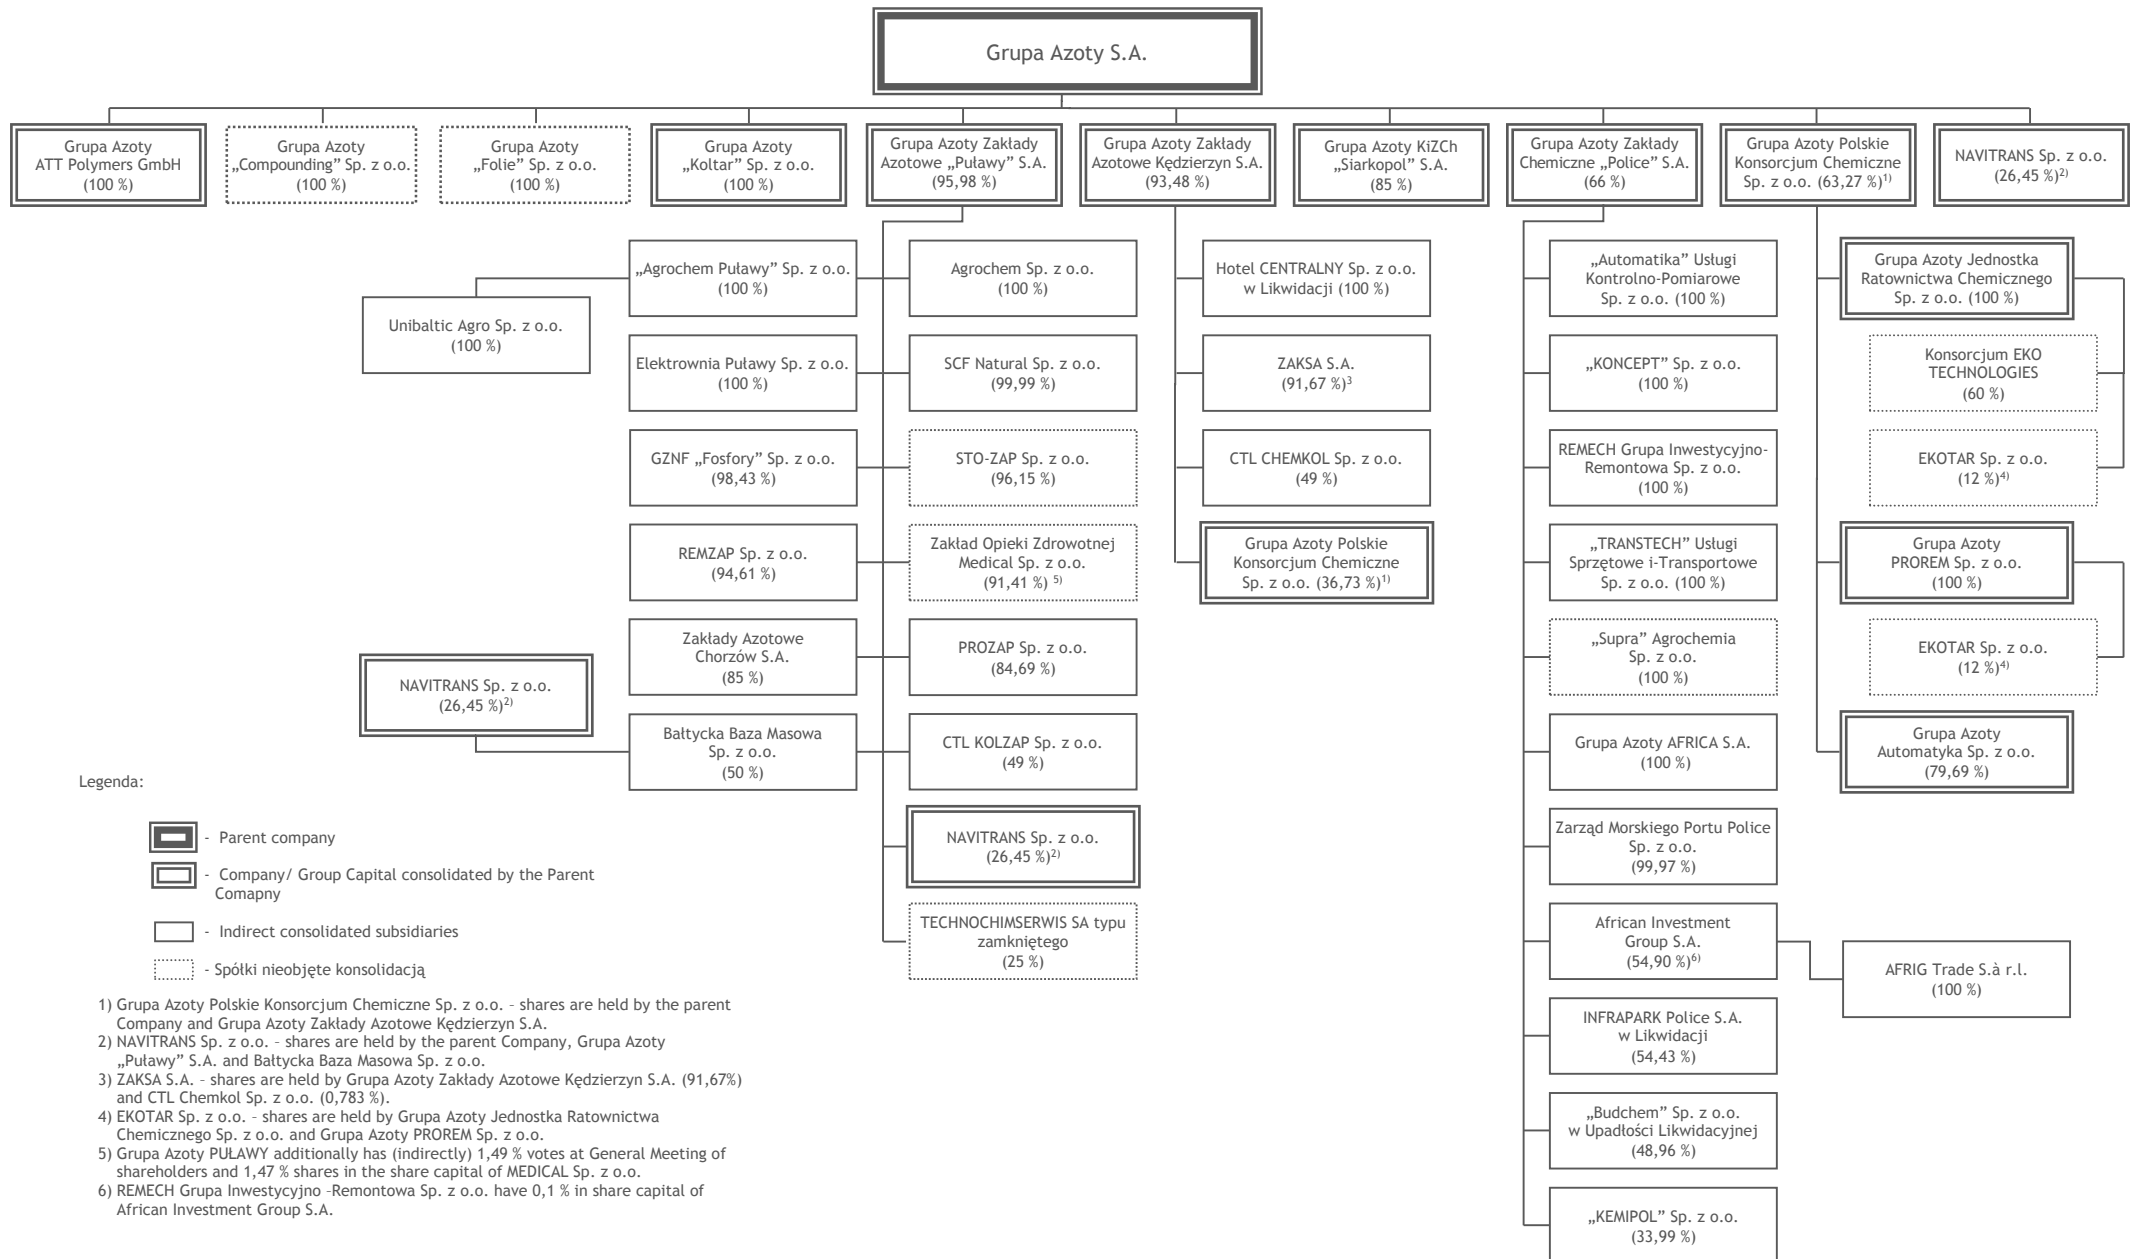 Grupa Azoty S.A.
Grupa Azoty
ATT Polymers GmbH
(100 %)
Grupa Azoty
„Compounding” Sp. z o.o.
(100 %)
Grupa Azoty
„Folie” Sp. z o.o.
(100 %)
Grupa Azoty
„Koltar” Sp. z o.o.
(100 %)
Grupa Azoty Zakłady
Azotowe „Puławy” S.A.
(95,98 %)
Grupa Azoty Zakłady
Azotowe Kędzierzyn S.A.
(93,48 %)
Grupa Azoty KiZCh
„Siarkopol” S.A.
(85 %)
Grupa Azoty Zakłady
Chemiczne „Police” S.A.
(66 %)
Grupa Azoty Polskie
Konsorcjum Chemiczne
Sp. z o.o. (63,27 %)1)
NAVITRANS Sp. z o.o.
(26,45 %)2)
Unibaltic Agro Sp. z o.o.
(100 %)
NAVITRANS Sp. z o.o.
(26,45 %)2)
„Agrochem Puławy” Sp. z o.o.
(100 %)
Elektrownia Puławy Sp. z o.o.
(100 %)
GZNF „Fosfory” Sp. z o.o.
(98,43 %)
REMZAP Sp. z o.o.
(94,61 %)
Zakłady Azotowe
Chorzów S.A.
(85 %)
Bałtycka Baza Masowa
Sp. z o.o.
(50 %)
Agrochem Sp. z o.o.
(100 %)
SCF Natural Sp. z o.o.
(99,99 %)
STO-ZAP Sp. z o.o.
(96,15 %)
Zakład Opieki Zdrowotnej
Medical Sp. z o.o.
(91,41 %) 5)
PROZAP Sp. z o.o.
(84,69 %)
CTL KOLZAP Sp. z o.o.
(49 %)
NAVITRANS Sp. z o.o.
(26,45 %)2)
TECHNOCHIMSERWIS SA typu
zamkniętego
(25 %)
Hotel CENTRALNY Sp. z o.o.
w Likwidacji (100 %)
ZAKSA S.A.
(91,67 %)3
CTL CHEMKOL Sp. z o.o.
(49 %)
Grupa Azoty Polskie
Konsorcjum Chemiczne
Sp. z o.o. (36,73 %)1)
„Automatika” Usługi
Kontrolno-Pomiarowe
Sp. z o.o. (100 %)
„KONCEPT” Sp. z o.o.
(100 %)
REMECH Grupa Inwestycyjno-
Remontowa Sp. z o.o.
(100 %)
„TRANSTECH” Usługi
Sprzętowe i-Transportowe
Sp. z o.o. (100 %)
„Supra” Agrochemia
Sp. z o.o.
(100 %)
Grupa Azoty AFRICA S.A.
(100 %)
Zarząd Morskiego Portu Police
Sp. z o.o.
(99,97 %)
African Investment
Group S.A.
(54,90 %)6)
INFRAPARK Police S.A.
w Likwidacji
(54,43 %)
„Budchem” Sp. z o.o.
w Upadłości Likwidacyjnej
(48,96 %)
„KEMIPOL” Sp. z o.o.
(33,99 %)
Grupa Azoty Jednostka
Ratownictwa Chemicznego
Sp. z o.o. (100 %)
Konsorcjum EKO
TECHNOLOGIES
(60 %)
EKOTAR Sp. z o.o.
(12 %)4)
Grupa Azoty
PROREM Sp. z o.o.
(100 %)
EKOTAR Sp. z o.o.
(12 %)4)
Grupa Azoty
Automatyka Sp. z o.o.
(79,69 %)
AFRIG Trade S.à r.l.
(100 %)
Legenda:
- Parent company
- Company/ Group Capital consolidated by the Parent
Comapny
- Indirect consolidated subsidiaries
- Spółki nieobjęte konsolidacją
1) Grupa Azoty Polskie Konsorcjum Chemiczne Sp. z o.o. – shares are held by the parent
Company and Grupa Azoty Zakłady Azotowe Kędzierzyn S.A.
2) NAVITRANS Sp. z o.o. – shares are held by the parent Company, Grupa Azoty
„Puławy” S.A. and Bałtycka Baza Masowa Sp. z o.o.
3) ZAKSA S.A. – shares are held by Grupa Azoty Zakłady Azotowe Kędzierzyn S.A. (91,67%)
and CTL Chemkol Sp. z o.o. (0,783 %).
4) EKOTAR Sp. z o.o. – shares are held by Grupa Azoty Jednostka Ratownictwa
Chemicznego Sp. z o.o. and Grupa Azoty PROREM Sp. z o.o.
5) Grupa Azoty PUŁAWY additionally has (indirectly) 1,49 % votes at General Meeting of
shareholders and 1,47 % shares in the share capital of MEDICAL Sp. z o.o.
6) REMECH Grupa Inwestycyjno -Remontowa Sp. z o.o. have 0,1 % in share capital of
African Investment Group S.A.